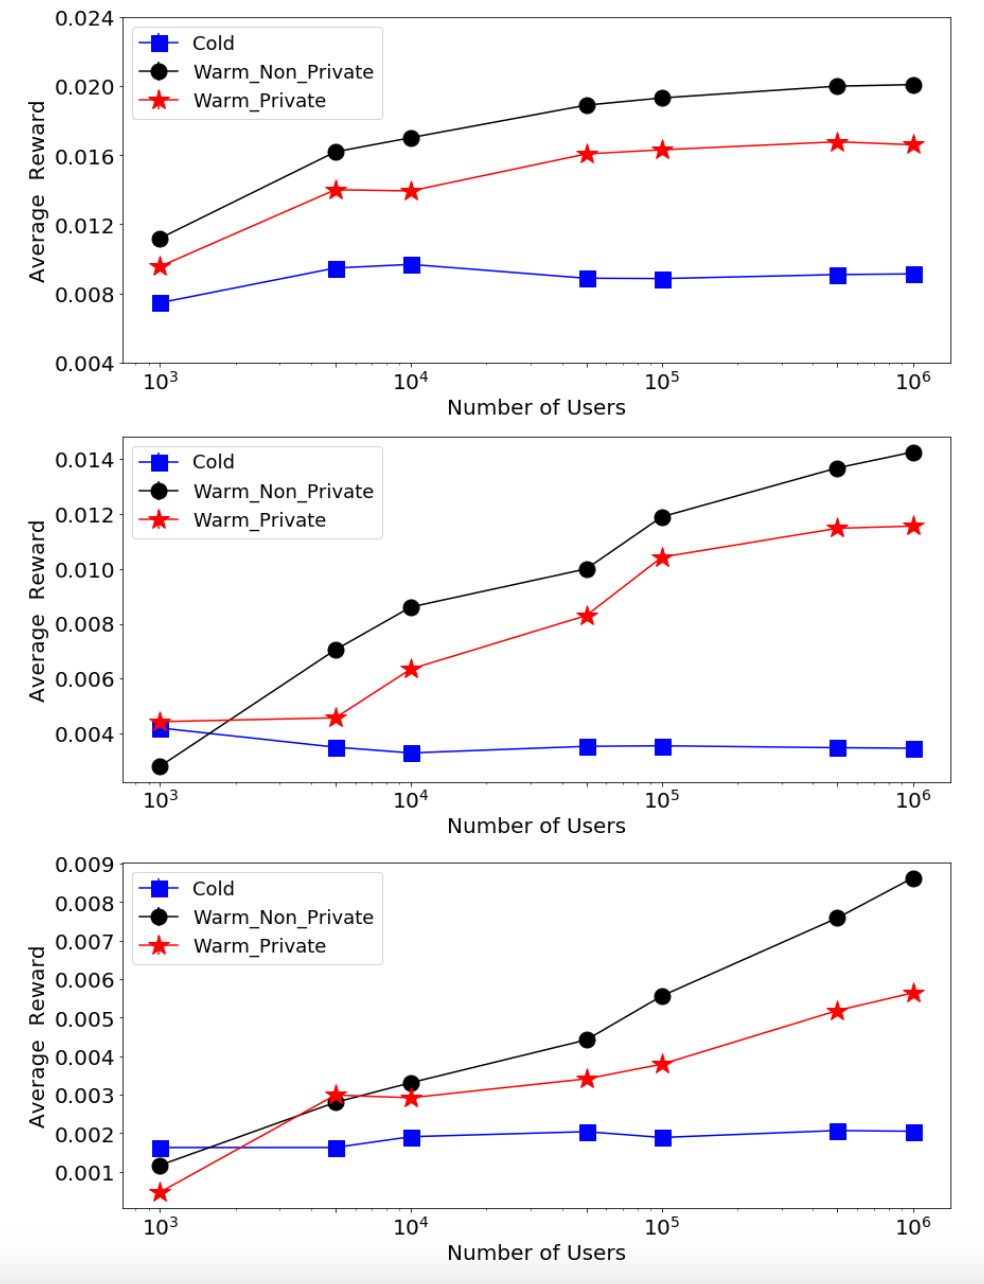 0.024
0.020
0.016
0.012
0.008
0.004
Average Reward
Cold
Warm_Non_Private
Warm_Private
10³ 10⁴ 10⁵ 10⁶
Number of Users
0.014
0.012
0.010
0.008
0.006
0.004
Average Reward
Cold
Warm_Non_Private
Warm_Private
10³ 10⁴ 10⁵ 10⁶
Number of Users
0.009
0.008
0.007
0.006
0.005
0.004
0.003
0.002
0.001
Average Reward
Cold
Warm_Non_Private
Warm_Private
10³ 10⁴ 10⁵ 10⁶
Number of Users